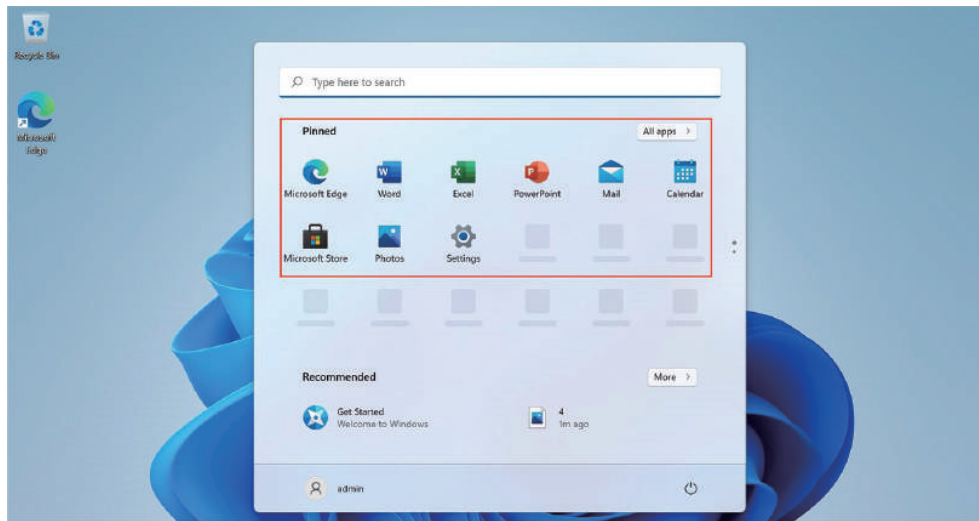 Recycle Bin
Microsoft
Edge
Type here to search
Pinned
All apps
Microsoft Edge
Word
Excel
PowerPoint
Mail
Calendar
Microsoft Store
Photos
Settings
Recommended
More
Get Started
Welcome to Windows
4
1m ago
admin